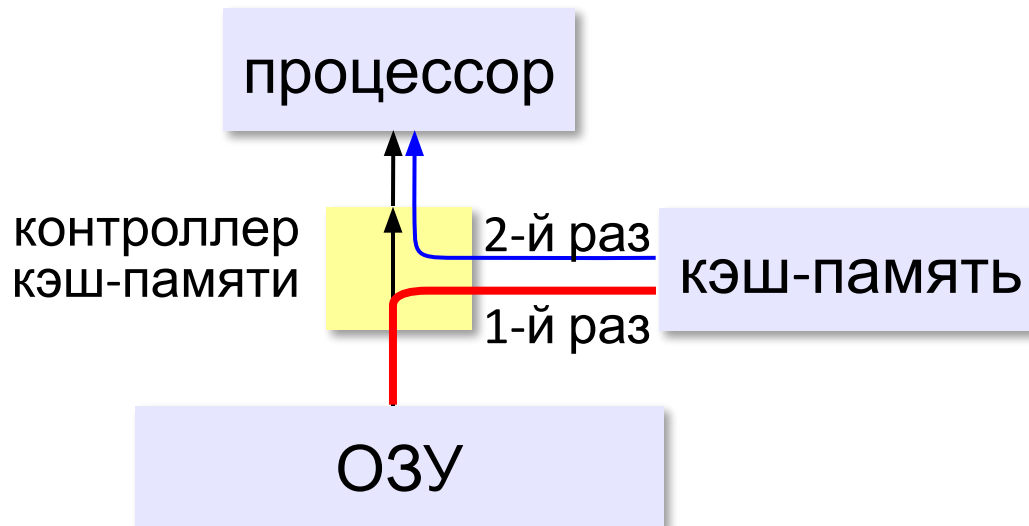 процессор
контроллер
кэш-памяти
2-й раз
кэш-память
1-й раз
ОЗУ